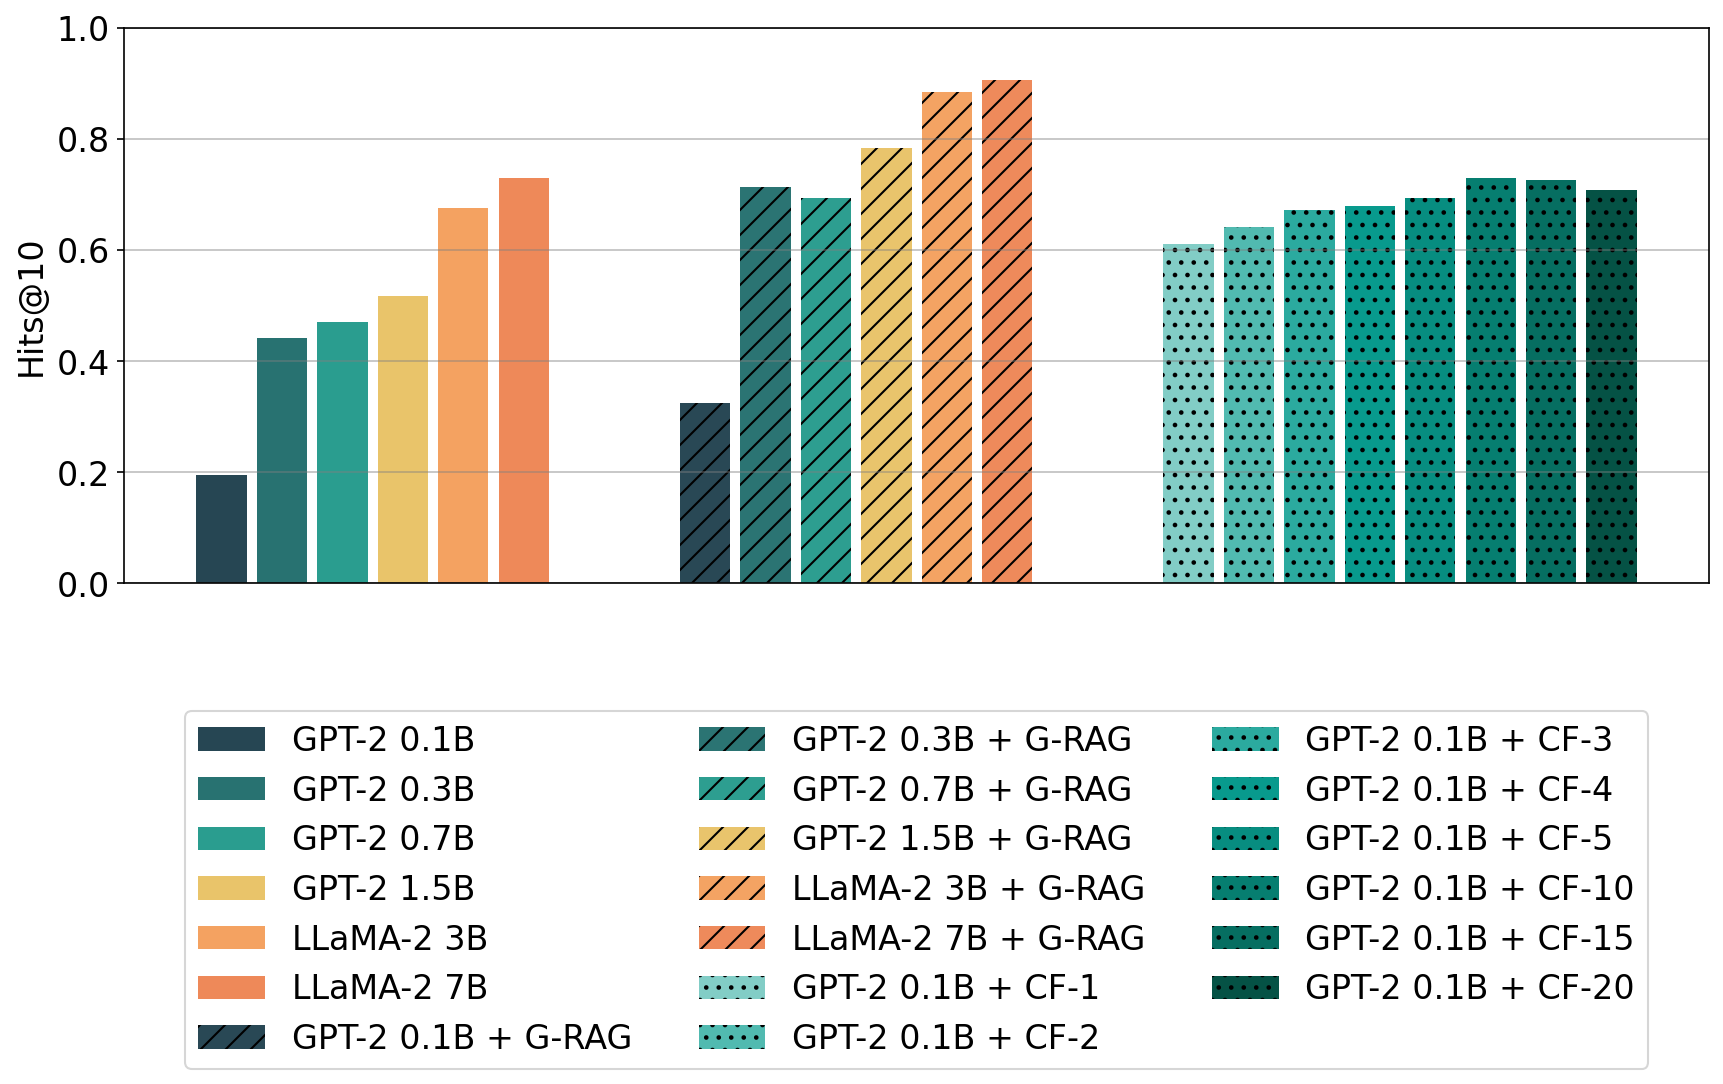 Hits@10
1.0
0.8
0.6
0.4
0.2
0.0
GPT-2 0.1B
GPT-2 0.3B
GPT-2 0.7B
GPT-2 1.5B
LLaMA-2 3B
LLaMA-2 7B
GPT-2 0.1B + G-RAG
GPT-2 0.3B + G-RAG
GPT-2 0.7B + G-RAG
GPT-2 1.5B + G-RAG
LLaMA-2 3B + G-RAG
LLaMA-2 7B + G-RAG
GPT-2 0.1B + CF-1
GPT-2 0.1B + CF-2
GPT-2 0.1B + CF-3
GPT-2 0.1B + CF-4
GPT-2 0.1B + CF-5
GPT-2 0.1B + CF-10
GPT-2 0.1B + CF-15
GPT-2 0.1B + CF-20